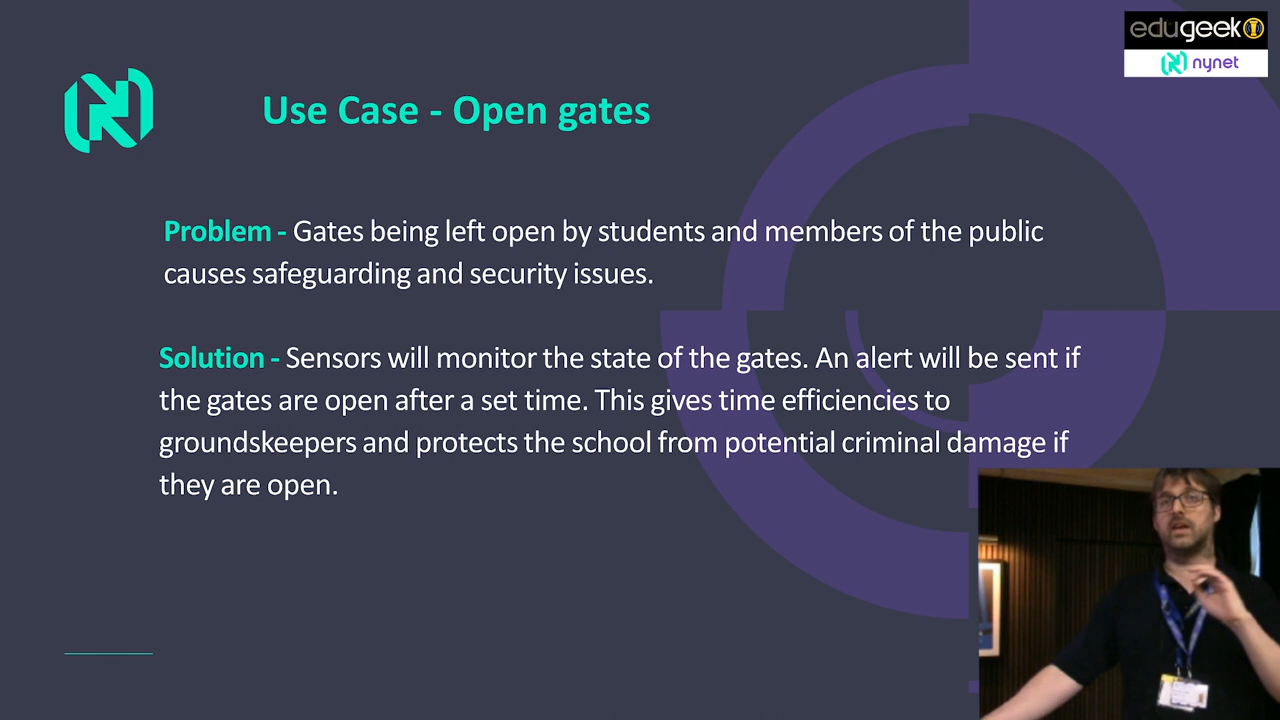 edugeek
nynet
Use Case - Open gates
Problem - Gates being left open by students and members of the public
causes safeguarding and security issues.
Solution - Sensors will monitor the state of the gates. An alert will be sent if
the gates are open after a set time. This gives time efficiencies to
groundskeepers and protects the school from potential criminal damage if
they are open.